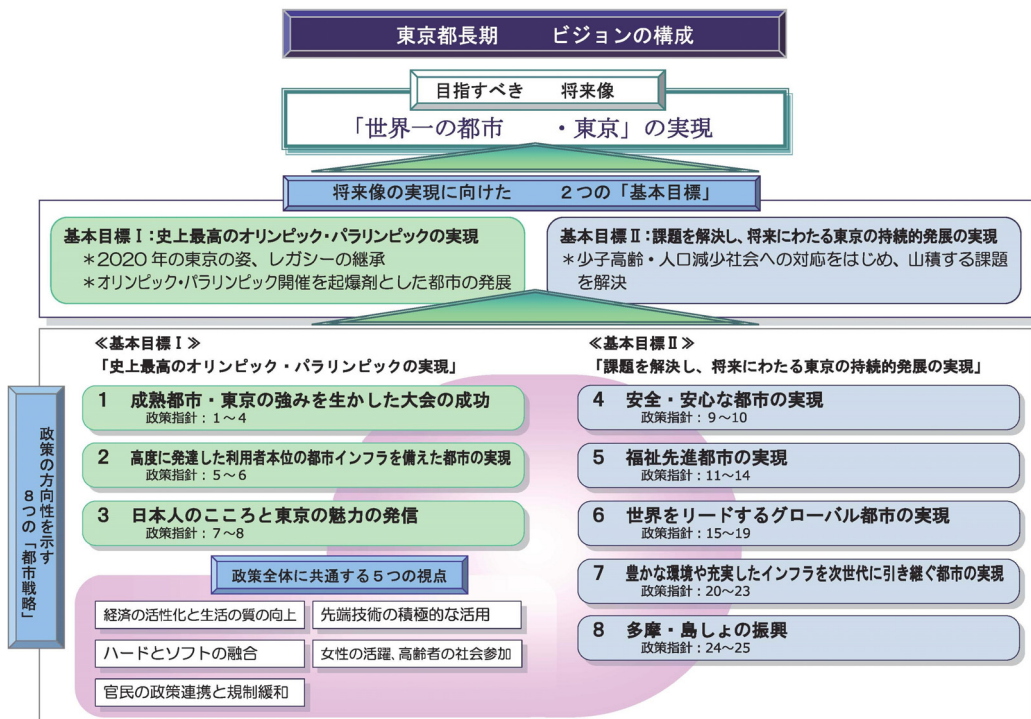 東京都長期 ビジョンの構成
目指すべき 将来像
「世界一の都市 ・東京」の実現
将来像の実現に向けた 2つの「基本目標」
基本目標Ⅰ:史上最高のオリンピック・パラリンピックの実現
*2020年の東京の姿、レガシーの継承
*オリンピック・パラリンピック開催を起爆剤とした都市の発展
基本目標Ⅱ:課題を解決し、将来にわたる東京の持続的発展の実現
*少子高齢・人口減少社会への対応をはじめ、山積する課題
を解決
政策の方向性を示す
8つの「都市戦略」
≪基本目標Ⅰ≫
「史上最高のオリンピック・パラリンピックの実現」
1 成熟都市・東京の強みを生かした大会の成功
政策指針:1~4
2 高度に発達した利用者本位の都市インフラを備えた都市の実現
政策指針:5~6
3 日本人のこころと東京の魅力の発信
政策指針:7~8
≪基本目標Ⅱ≫
「課題を解決し、将来にわたる東京の持続的発展の実現」
4 安全・安心な都市の実現
政策指針:9~10
5 福祉先進都市の実現
政策指針:11~14
6 世界をリードするグローバル都市の実現
政策指針:15~19
7 豊かな環境や充実したインフラを次世代に引き継ぐ都市の実現
政策指針:20~23
8 多摩・島しょの振興
政策指針:24~25
政策全体に共通する5つの視点
経済の活性化と生活の質の向上
先端技術の積極的な活用
ハードとソフトの融合
女性の活躍、高齢者の社会参加
官民の政策連携と規制緩和